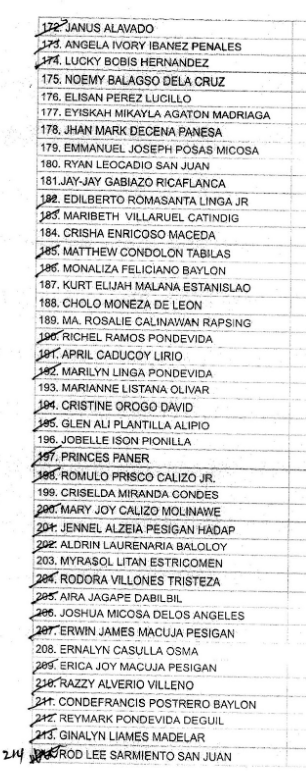 172. JANUS ALAVADO
173. ANGELA IVORY IBANEZ PENALES
174. LUCKY BOBIS HERNANDEZ
175. NOEMY BALAGSO DELA CRUZ
176. ELISAN PEREZ LUCILLO
177. EYISKAH MIKAYLA AGATON MADRIAGA
178. JHAN MARK DECENA PANESA
179. EMMANUEL JOSEPH POSAS MICOSA
180. RYAN LEOCADIO SAN JUAN
181.JAY-JAY GABIAZO RICAFLANCA
182. EDILBERTO ROMASANTA LINGA JR
183. MARIBETH VILLARUEL CATINDIG
184. CRISHA ENRICOSO MACEDA
185. MATTHEW CONDOLON TABILAS
186. MONALIZA FELICIANO BAYLON
187. KURT ELIJAH MALANA ESTANISLAO
188. CHOLO MONEZA DE LEON
189. MA. ROSALIE CALINAWAN RAPSING
190. RICHEL RAMOS PONDEVIDA
191. APRIL CADUCOY LIRIO
192. MARILYN LINGA PONDEVIDA
193. MARIANNE LISTANA OLIVAR
194. CRISTINE OROGO DAVID
195. GLEN ALI PLANTILLA ALIPIO
196. JOBELLE ISON PIONILLA
197. PRINCES PANER
198. ROMULO PRISCO CALIZO JR.
199. CRISELDA MIRANDA CONDES
200. MARY JOY CALIZO MOLINAWE
201. JENNEL ALZEIA PESIGAN HADAP
202. ALDRIN LAURENARIA BALOLOY
203. MYRASOL LITAN ESTRICOMEN
204. RODORA VILLONES TRISTEZA
205. AIRA JAGAPE DABILBIL
206. JOSHUA MICOSA DELOS ANGELES
207. ERWIN JAMES MACUJA PESIGAN
208. ERNALYN CASULLA OSMA
209. ERICA JOY MACUJA PESIGAN
210. RAZZY ALVERIO VILLENO
211. CONDEFRANCIS POSTRERO BAYLON
212. REYMARK PONDEVIDA DEGUIL
213. GINALYN LIAMES MADELAR
214 ROD LEE SARMIENTO SAN JUAN